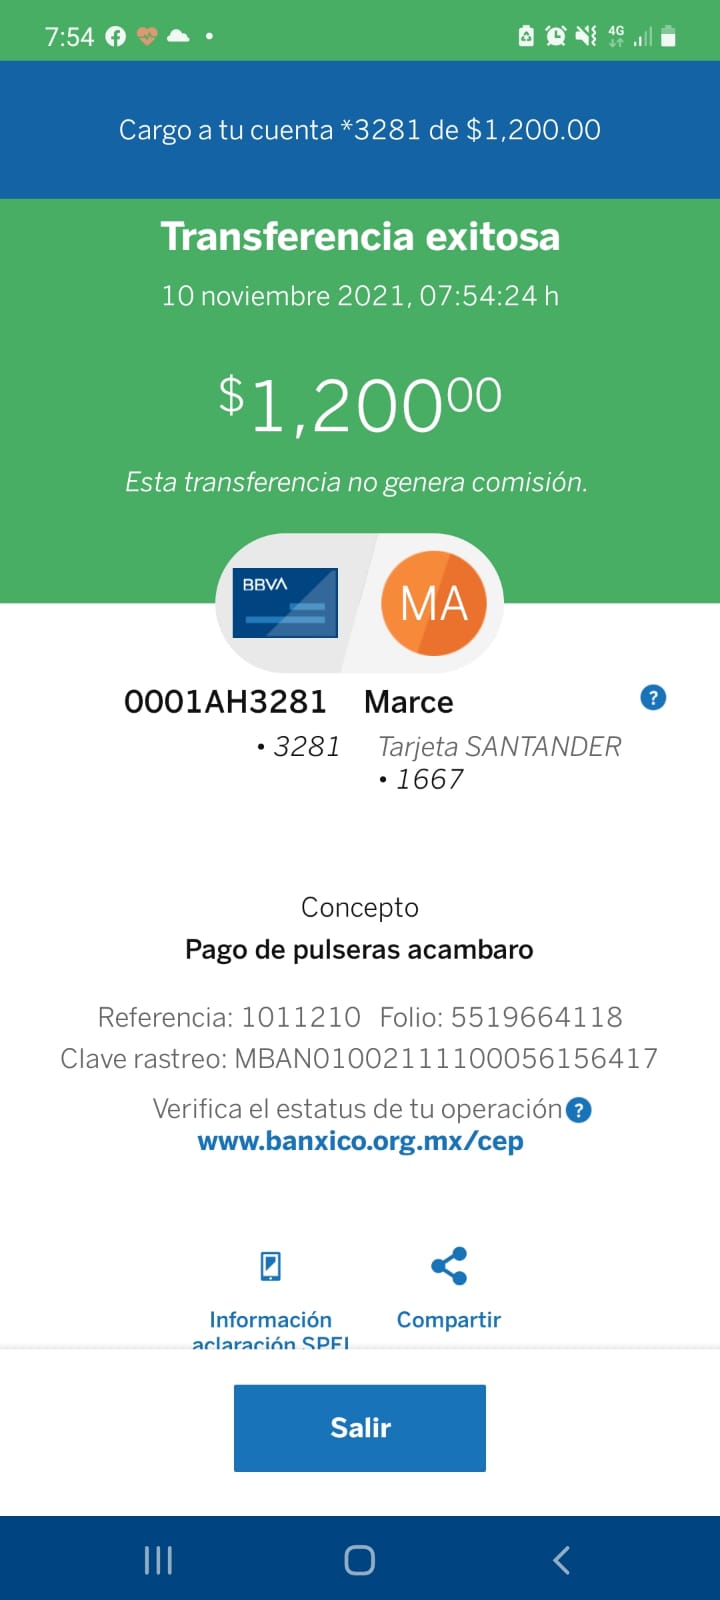 7:54
4G
Cargo a tu cuenta *3281 de $1,200.00
Transferencia exitosa
10 noviembre 2021, 07:54:24 h
$1,20000
Esta transferencia no genera comisión.
BBVA
MA
0001AH3281 Marce ?
• 3281 Tarjeta SANTANDER
• 1667
Concepto
Pago de pulseras acambaro
Referencia: 1011210 Folio: 5519664118
Clave rastreo: MBAN01002111100056156417
Verifica el estatus de tu operación ?
www.banxico.org.mx/cep
Información Compartir
aclaración SPEI
Salir